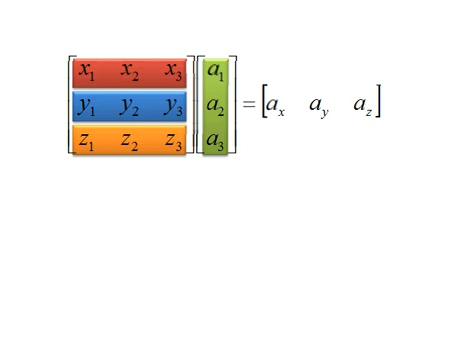 x₁ x₂ x₃ a₁
y₁ y₂ y₃ a₂ = [aₓ a_y a_z]
z₁ z₂ z₃ a₃